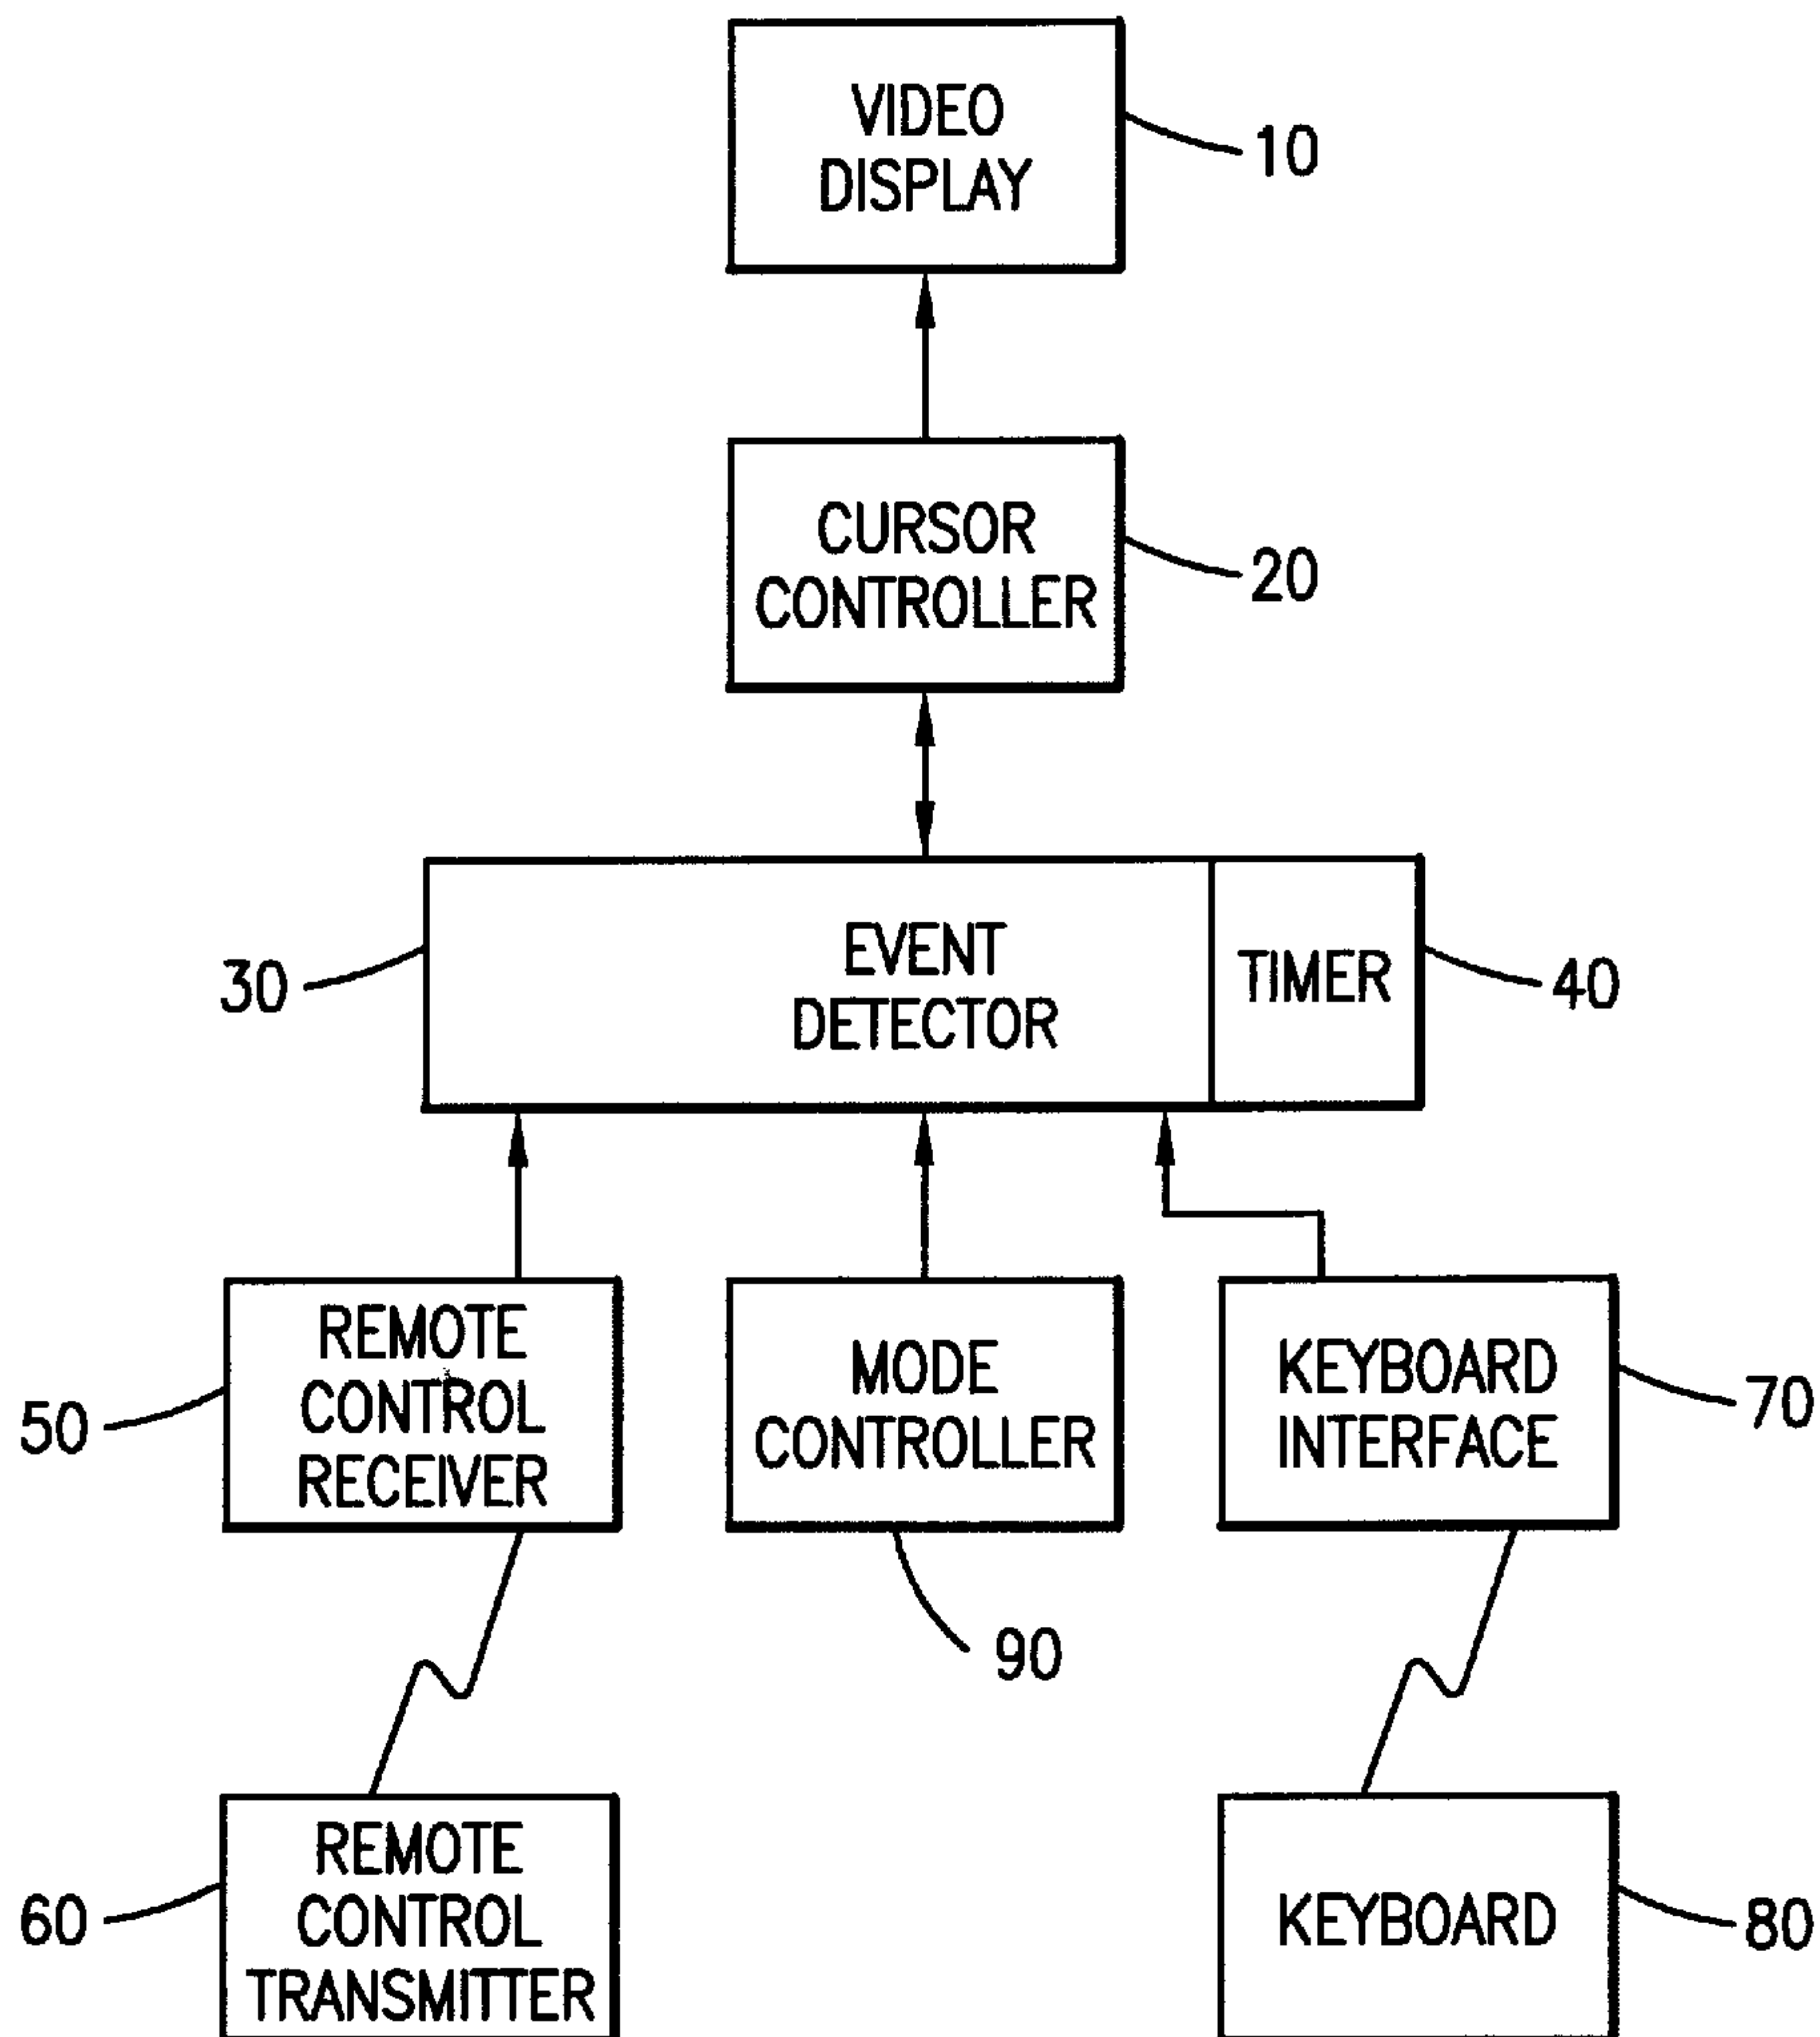 VIDEO
DISPLAY
10
CURSOR
CONTROLLER
20
30
EVENT
DETECTOR
TIMER
40
50
REMOTE
CONTROL
RECEIVER
MODE
CONTROLLER
90
KEYBOARD
INTERFACE
70
60
REMOTE
CONTROL
TRANSMITTER
KEYBOARD
80